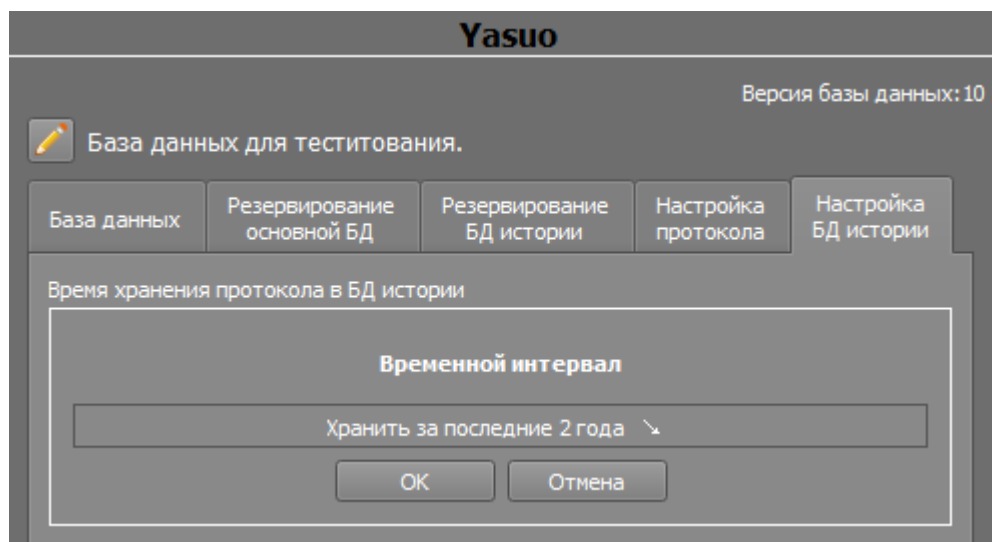 Yasuo
Версия базы данных:10
База данных для теститования.
База данных
Резервирование
основной БД
Резервирование
БД истории
Настройка
протокола
Настройка
БД истории
Время хранения протокола в БД истории
Временной интервал
Хранить за последние 2 года
ОК
Отмена